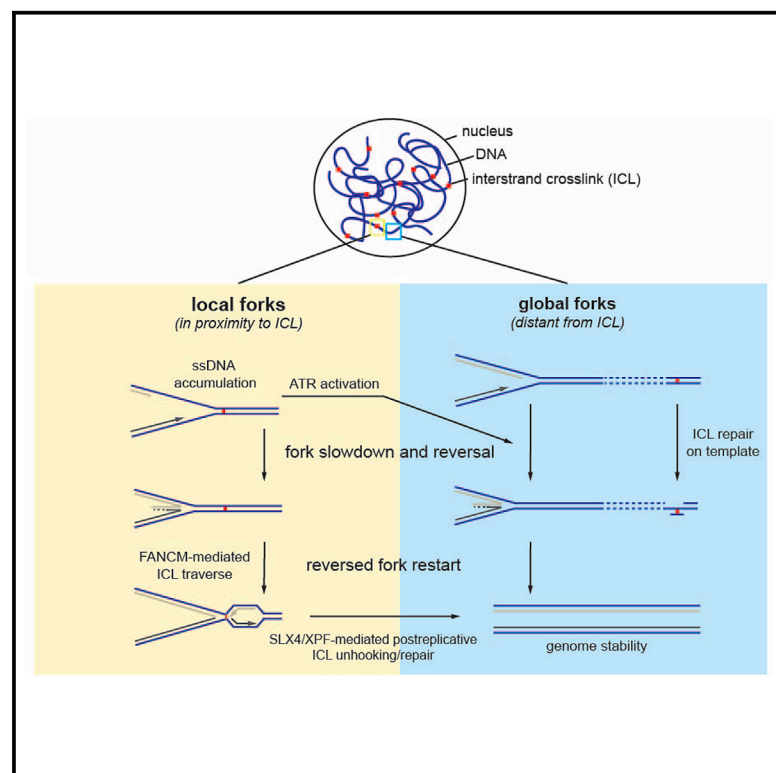 nucleus
DNA
interstrand crosslink (ICL)
local forks
(in proximity to ICL)
global forks
(distant from ICL)
ssDNA
accumulation
ATR activation
fork slowdown and reversal
ICL repair
on template
FANCM-mediated
ICL traverse
reversed fork restart
SLX4/XPF-mediated postreplicative
ICL unhooking/repair
genome stability